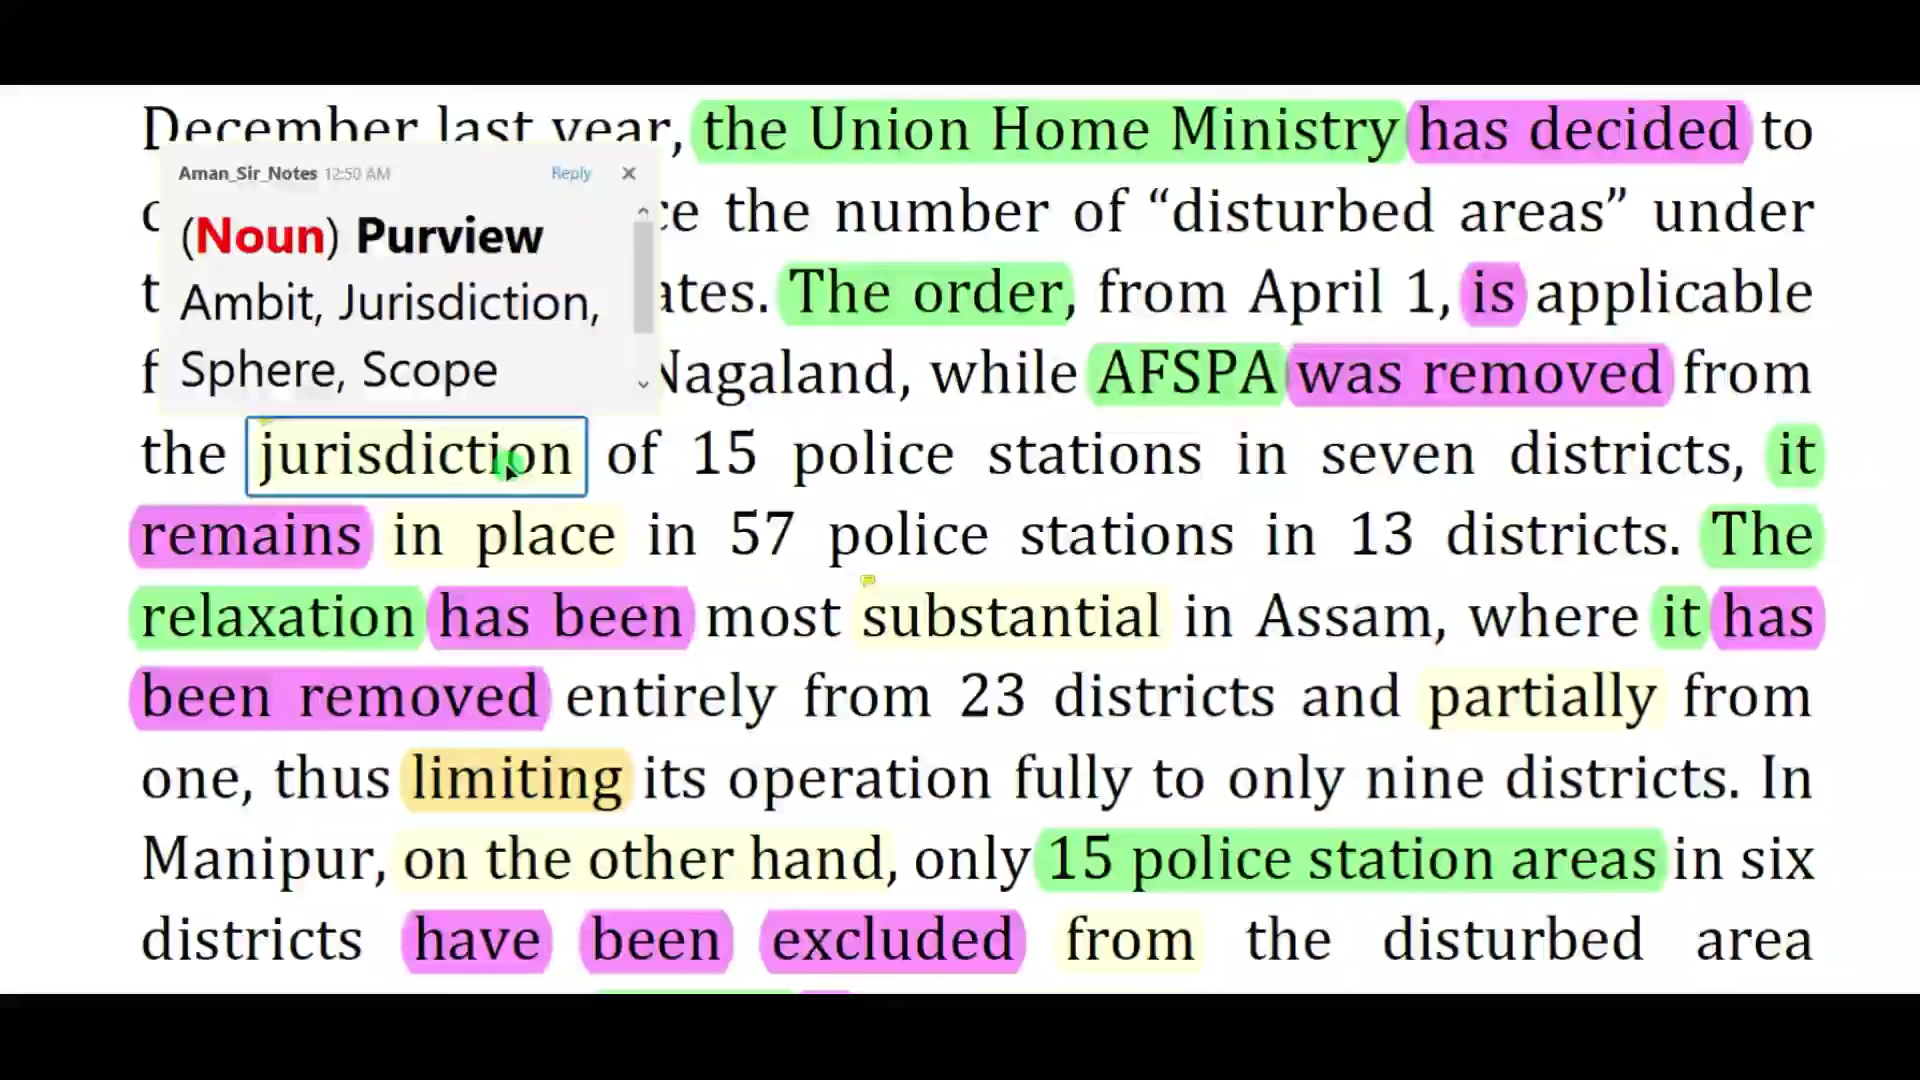 December last year, the Union Home Ministry has decided to
Aman_Sir_Notes 12:50 AM Reply
(Noun) Purview
Ambit, Jurisdiction,
Sphere, Scope
the number of “disturbed areas” under
The order, from April 1, is applicable
Nagaland, while AFSPA was removed from
the jurisdiction of 15 police stations in seven districts, it
remains in place in 57 police stations in 13 districts. The
relaxation has been most substantial in Assam, where it has
been removed entirely from 23 districts and partially from
one, thus limiting its operation fully to only nine districts. In
Manipur, on the other hand, only 15 police station areas in six
districts have been excluded from the disturbed area